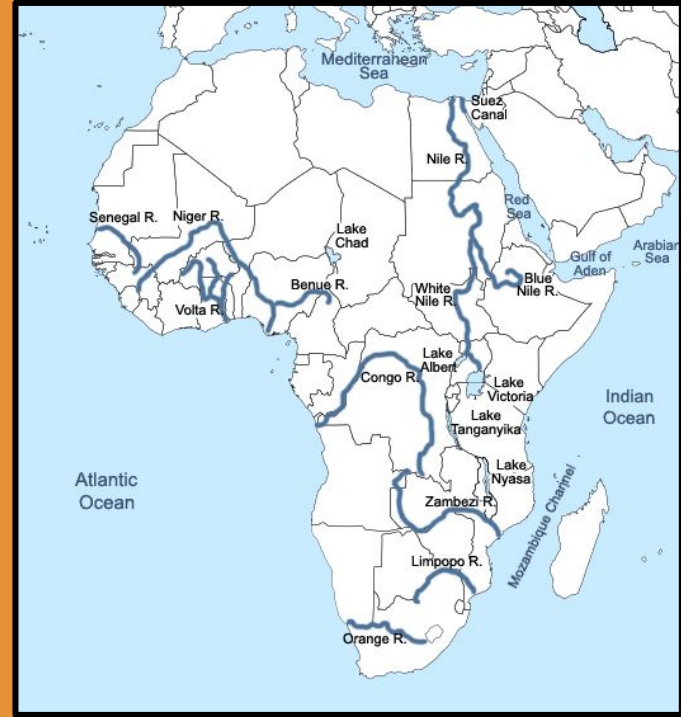 Mediterranean
Sea
Suez
Canal
Nile R.
Red
Sea
Senegal R.
Niger R.
Lake
Chad
Gulf of
Aden
Arabian
Sea
Benue R.
White
Nile R.
Blue
Nile R.
Volta R.
Lake
Albert
Congo R.
Lake
Victoria
Indian
Ocean
Lake
Tanganyika
Lake
Nyasa
Atlantic
Ocean
Zambezi R.
Mozambique Channel
Limpopo R.
Orange R.